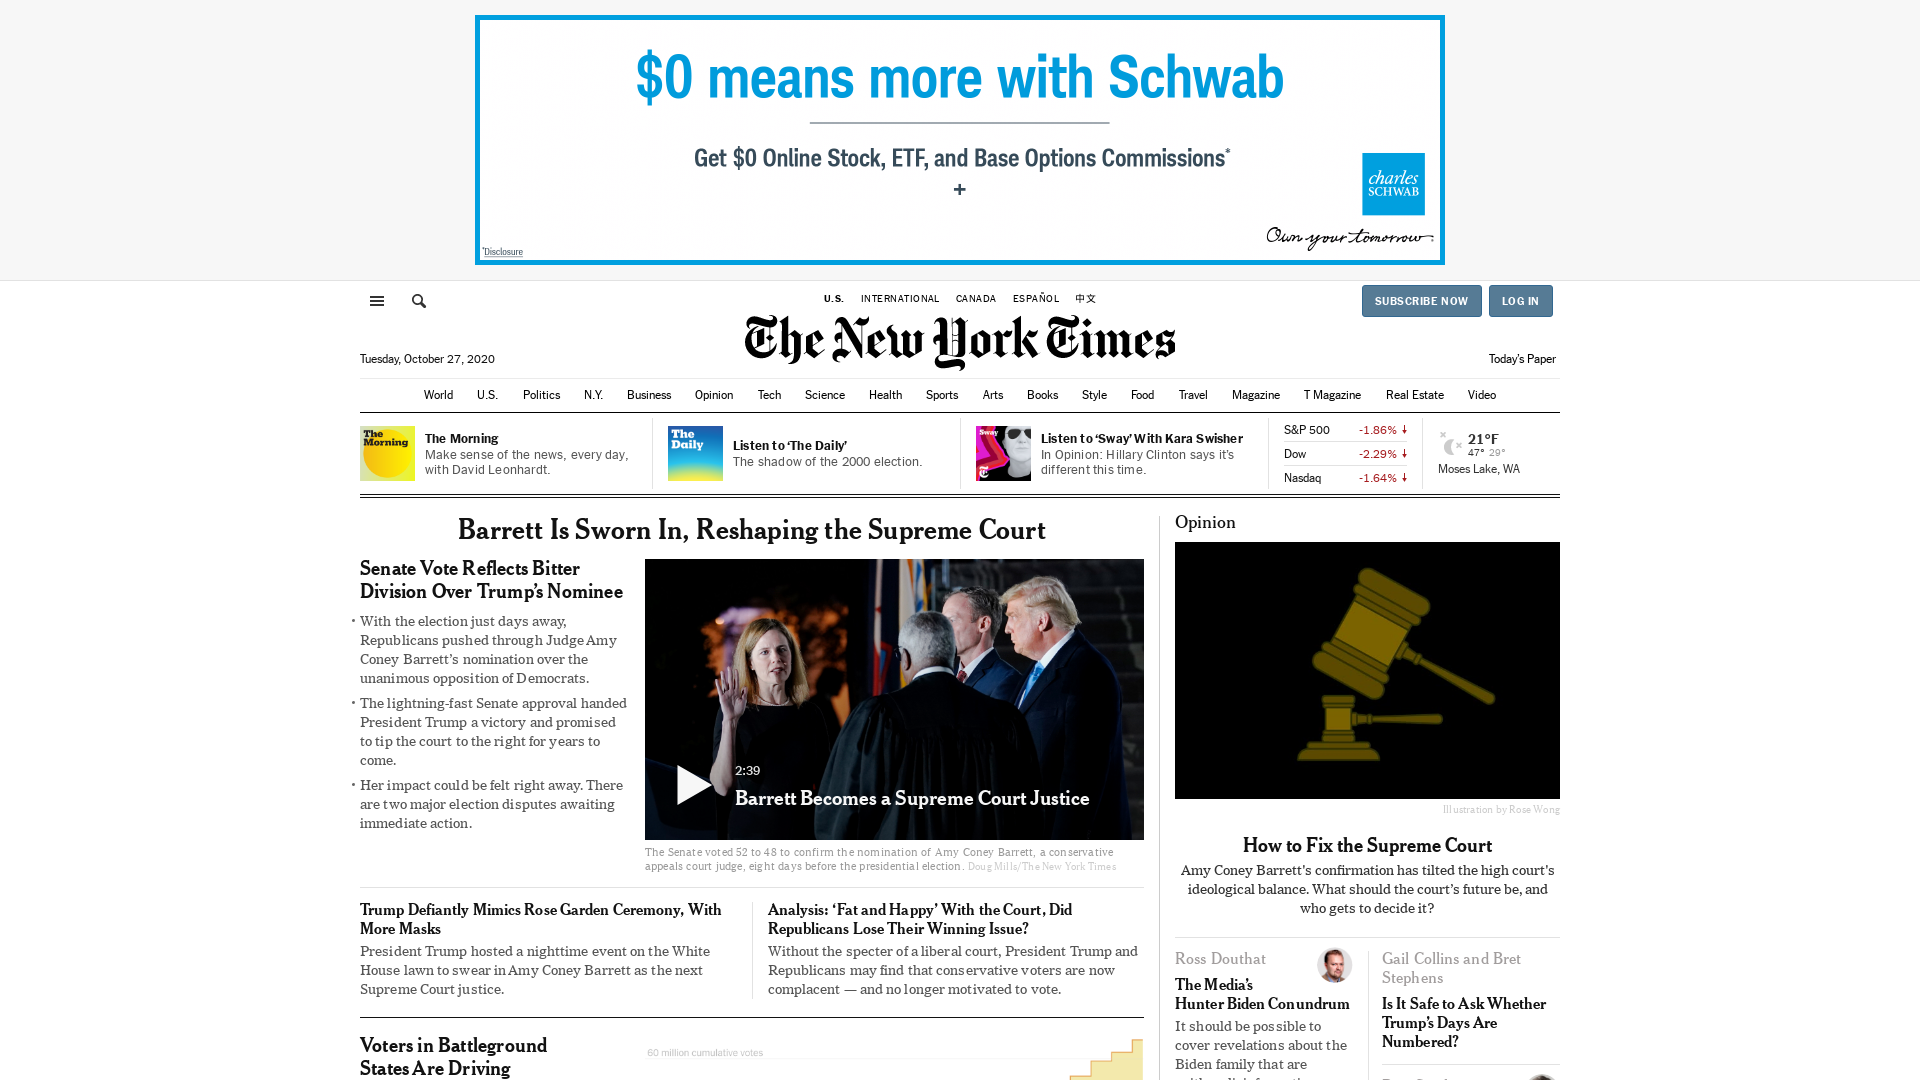 $0 means more with Schwab
Get $0 Online Stock, ETF, and Base Options Commissions*
+
charles
SCHWAB
Own your tomorrow
*Disclosure
U.S.
INTERNATIONAL
CANADA
ESPAÑOL
中文
SUBSCRIBE NOW
LOG IN
The New York Times
Tuesday, October 27, 2020
Today's Paper
World U.S. Politics N.Y. Business Opinion Tech Science Health Sports Arts Books Style Food Travel Magazine T Magazine Real Estate Video
The
Morning
The Morning
Make sense of the news, every day,
with David Leonhardt.
The
Daily
Listen to ‘The Daily’
The shadow of the 2000 election.
Sway
Listen to ‘Sway’ With Kara Swisher
In Opinion: Hillary Clinton says it’s
different this time.
S&P 500 -1.86%
Dow -2.29%
Nasdaq -1.64%
21°F
47° 29°
Moses Lake, WA
Barrett Is Sworn In, Reshaping the Supreme Court
Senate Vote Reflects Bitter
Division Over Trump’s Nominee
• With the election just days away,
Republicans pushed through Judge Amy
Coney Barrett’s nomination over the
unanimous opposition of Democrats.
• The lightning-fast Senate approval handed
President Trump a victory and promised
to tip the court to the right for years to
come.
• Her impact could be felt right away. There
are two major election disputes awaiting
immediate action.
2:39
Barrett Becomes a Supreme Court Justice
The Senate voted 52 to 48 to confirm the nomination of Amy Coney Barrett, a conservative
appeals court judge, eight days before the presidential election. Doug Mills/The New York Times
Trump Defiantly Mimics Rose Garden Ceremony, With
More Masks
President Trump hosted a nighttime event on the White
House lawn to swear in Amy Coney Barrett as the next
Supreme Court justice.
Analysis: ‘Fat and Happy’ With the Court, Did
Republicans Lose Their Winning Issue?
Without the specter of a liberal court, President Trump and
Republicans may find that conservative voters are now
complacent — and no longer motivated to vote.
Voters in Battleground
States Are Driving
60 million cumulative votes
Opinion
Illustration by Rose Wong
How to Fix the Supreme Court
Amy Coney Barrett's confirmation has tilted the high court's
ideological balance. What should the court’s future be, and
who gets to decide it?
Ross Douthat
The Media’s
Hunter Biden Conundrum
It should be possible to
cover revelations about the
Biden family that are
Gail Collins and Bret
Stephens
Is It Safe to Ask Whether
Trump’s Days Are
Numbered?